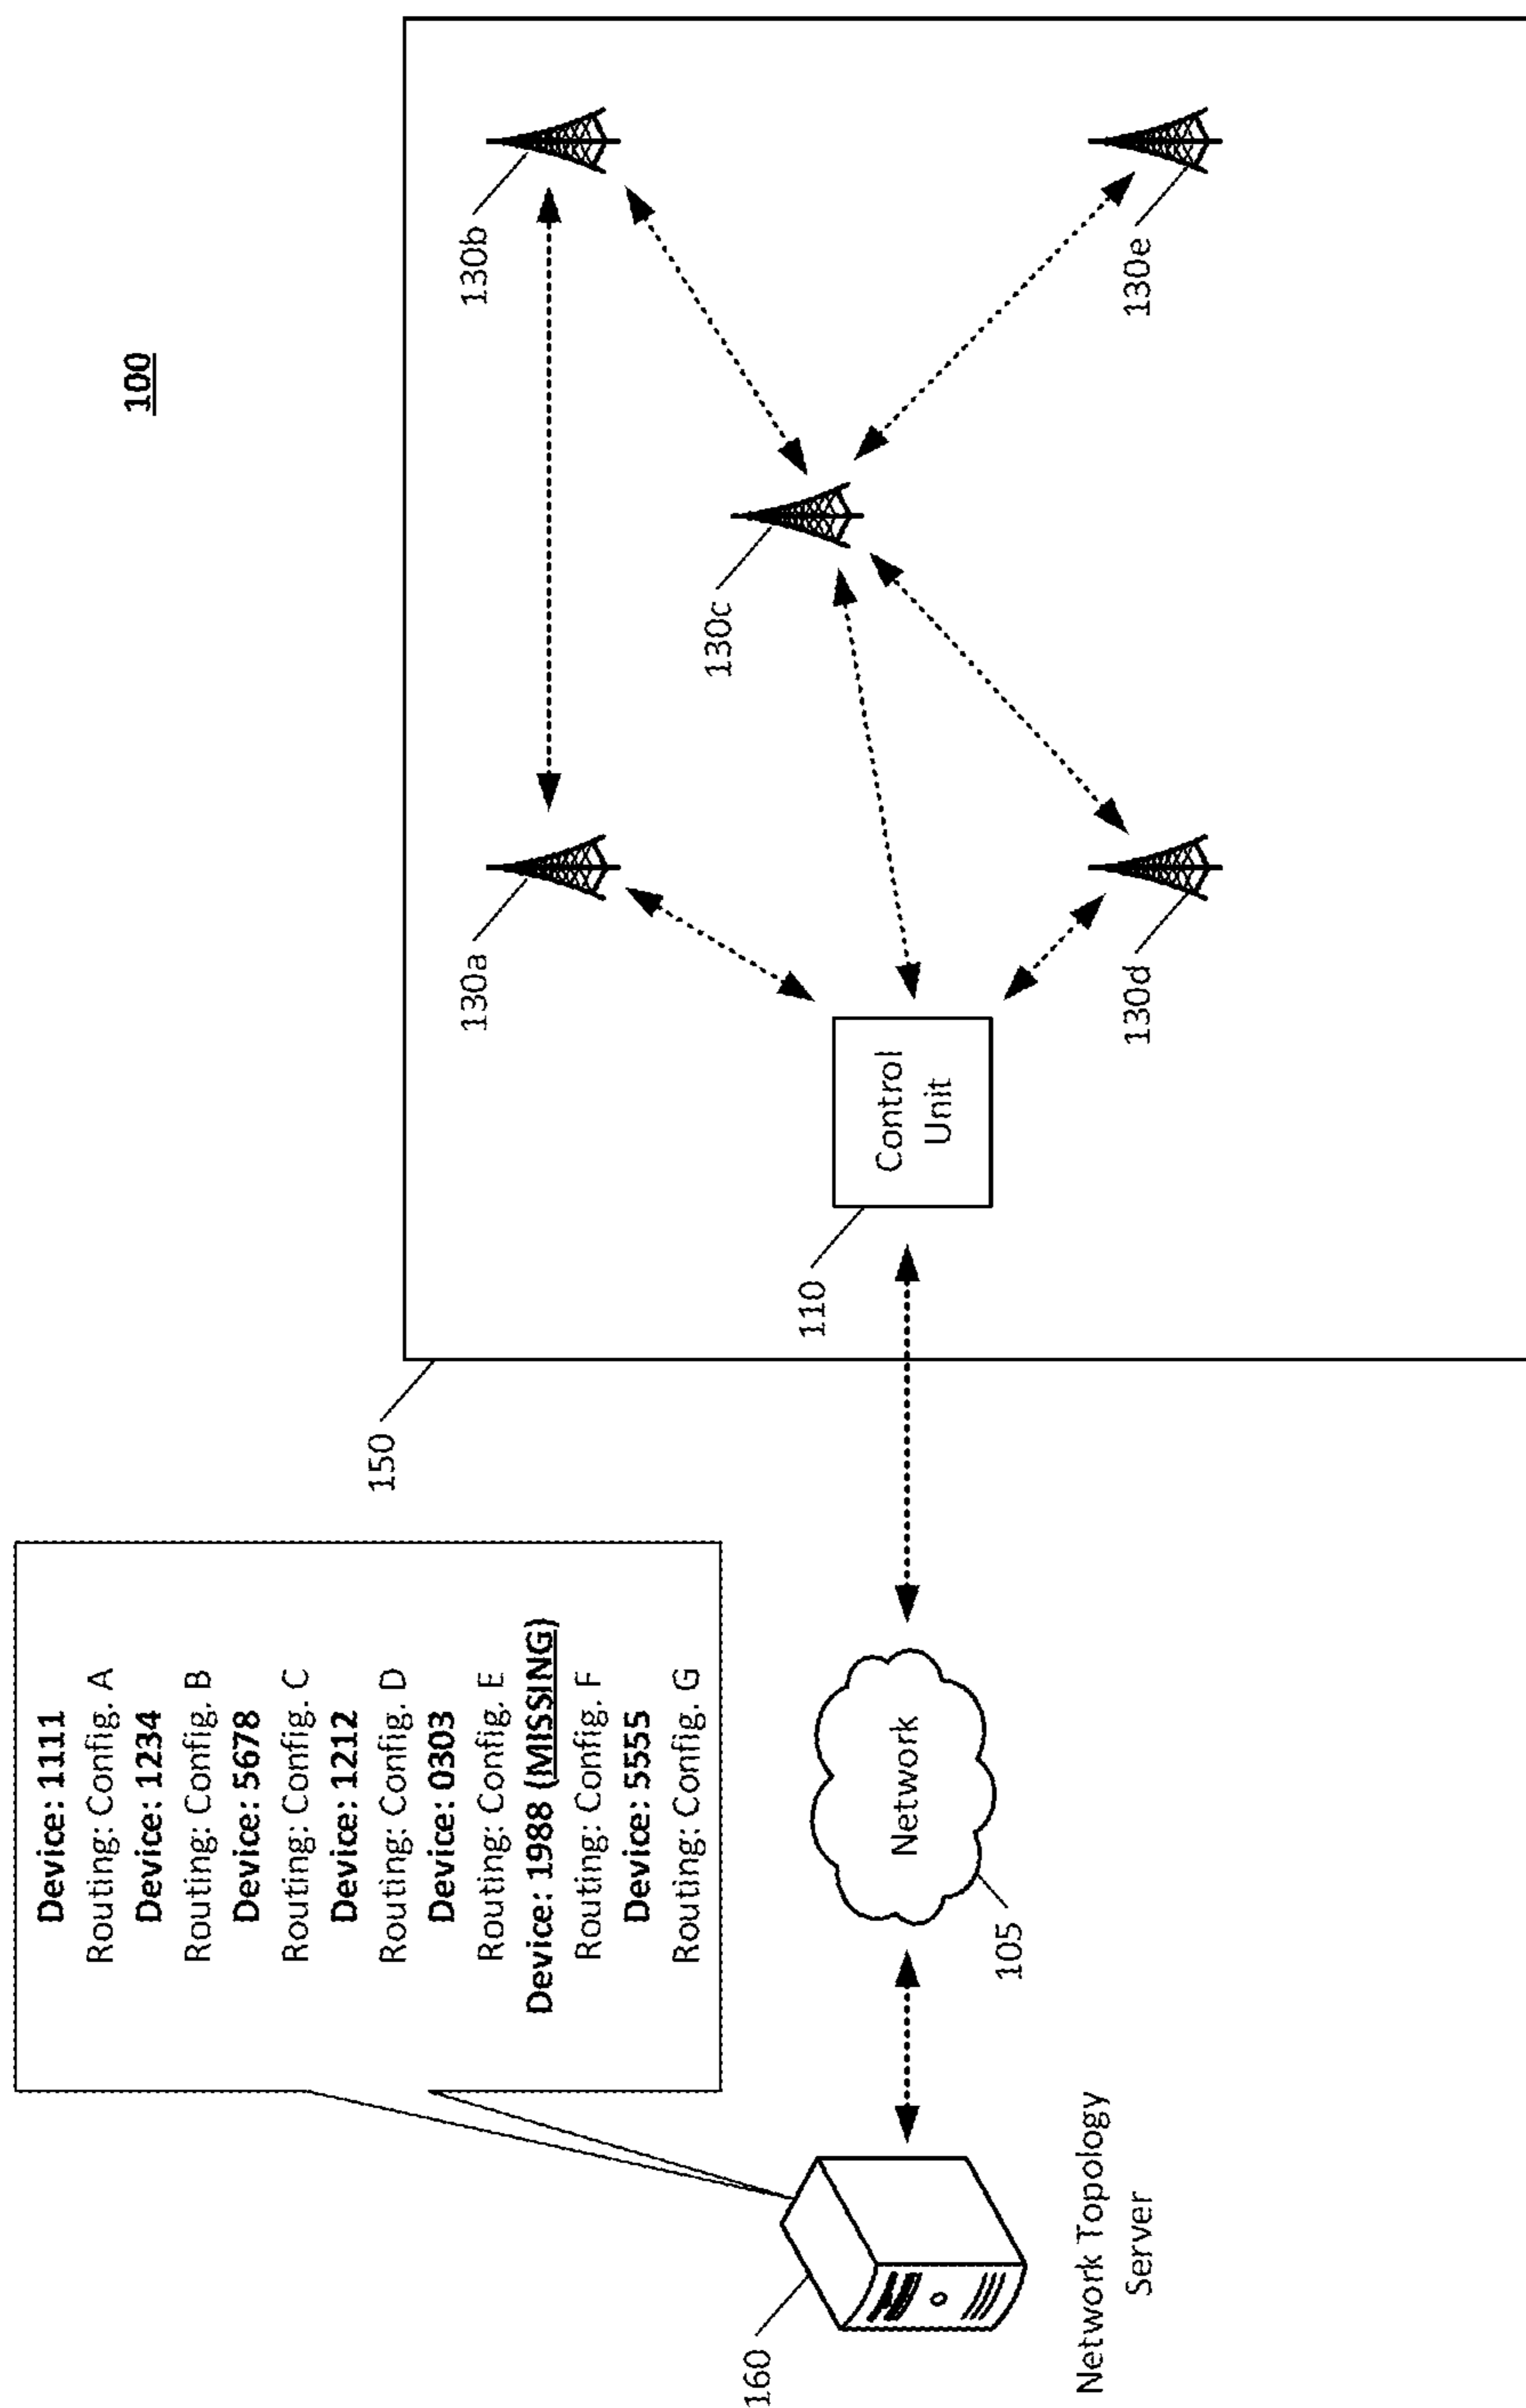 100
Device: 1111
Routing: Config. A
Device: 1234
Routing: Config. B
Device: 5678
Routing: Config. C
Device: 1212
Routing: Config. D
Device: 0303
Routing: Config. E
Device: 1988 (MISSING)
Routing: Config. F
Device: 5555
Routing: Config. G
150
130a
130b
130c
130d
130e
110
Control
Unit
Network
105
160
Network Topology
Server